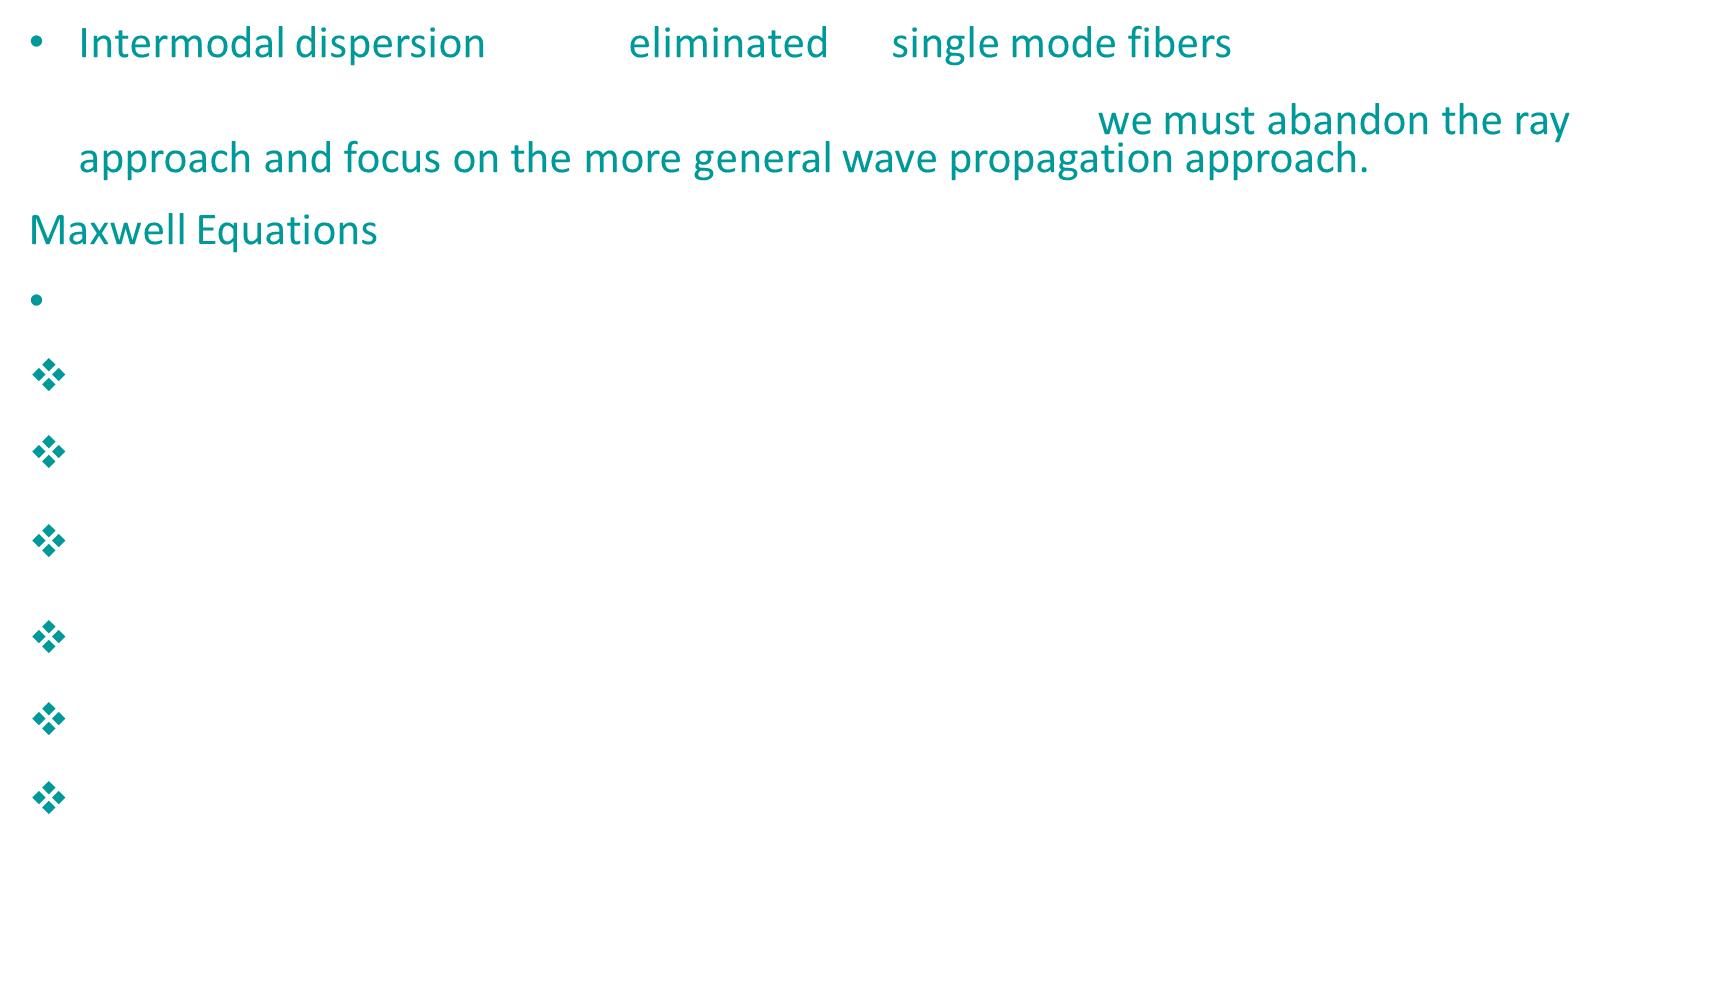 • Intermodal dispersion eliminated single mode fibers
we must abandon the ray
approach and focus on the more general wave propagation approach.
Maxwell Equations
•
❖
❖
❖
❖
❖
❖